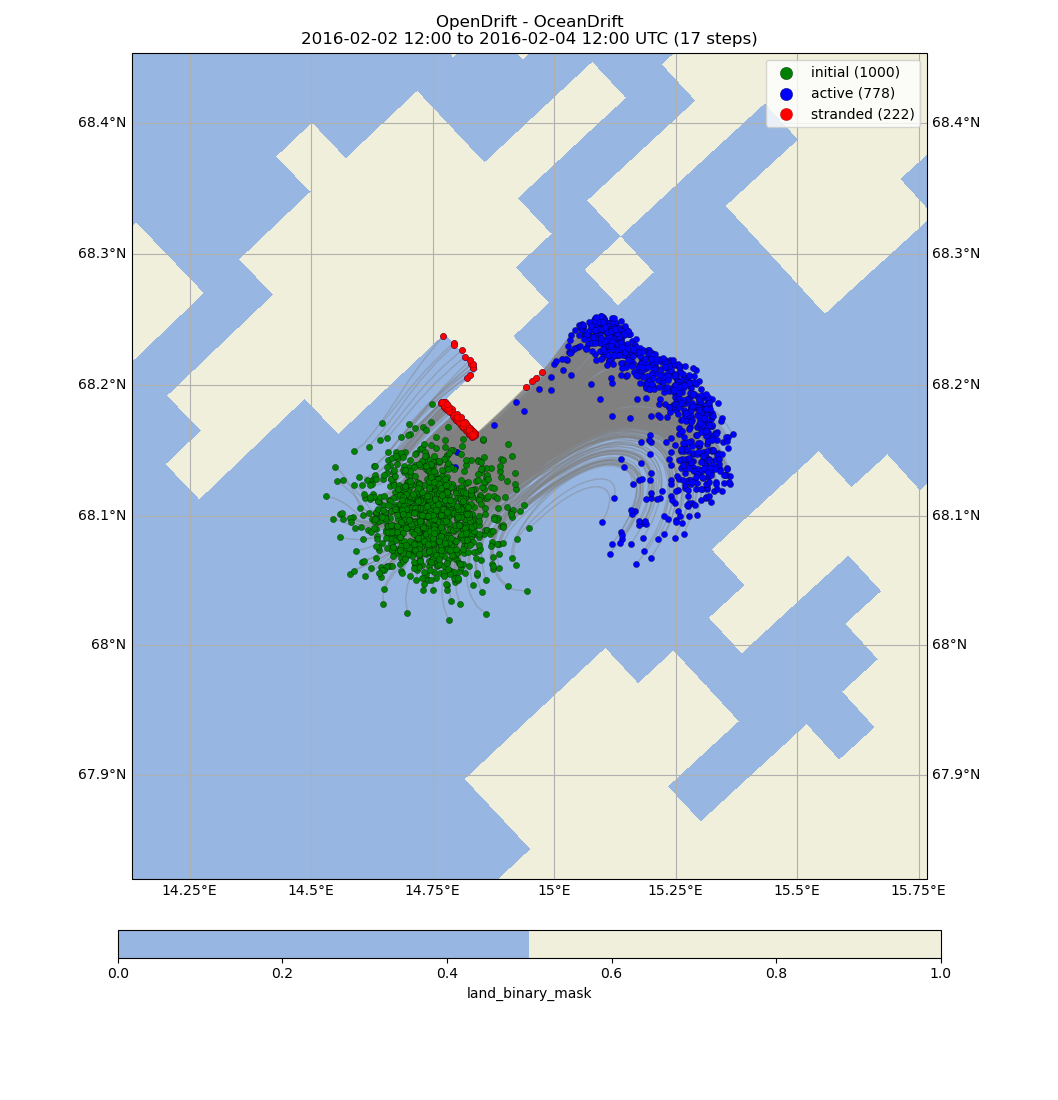 OpenDrift - OceanDrift
2016-02-02 12:00 to 2016-02-04 12:00 UTC (17 steps)
initial (1000)
active (778)
stranded (222)
68.4°N 68.4°N
68.3°N 68.3°N
68.2°N 68.2°N
68.1°N 68.1°N
68°N 68°N
67.9°N 67.9°N
14.25°E 14.5°E 14.75°E 15°E 15.25°E 15.5°E 15.75°E
0.0 0.2 0.4 0.6 0.8 1.0
land_binary_mask